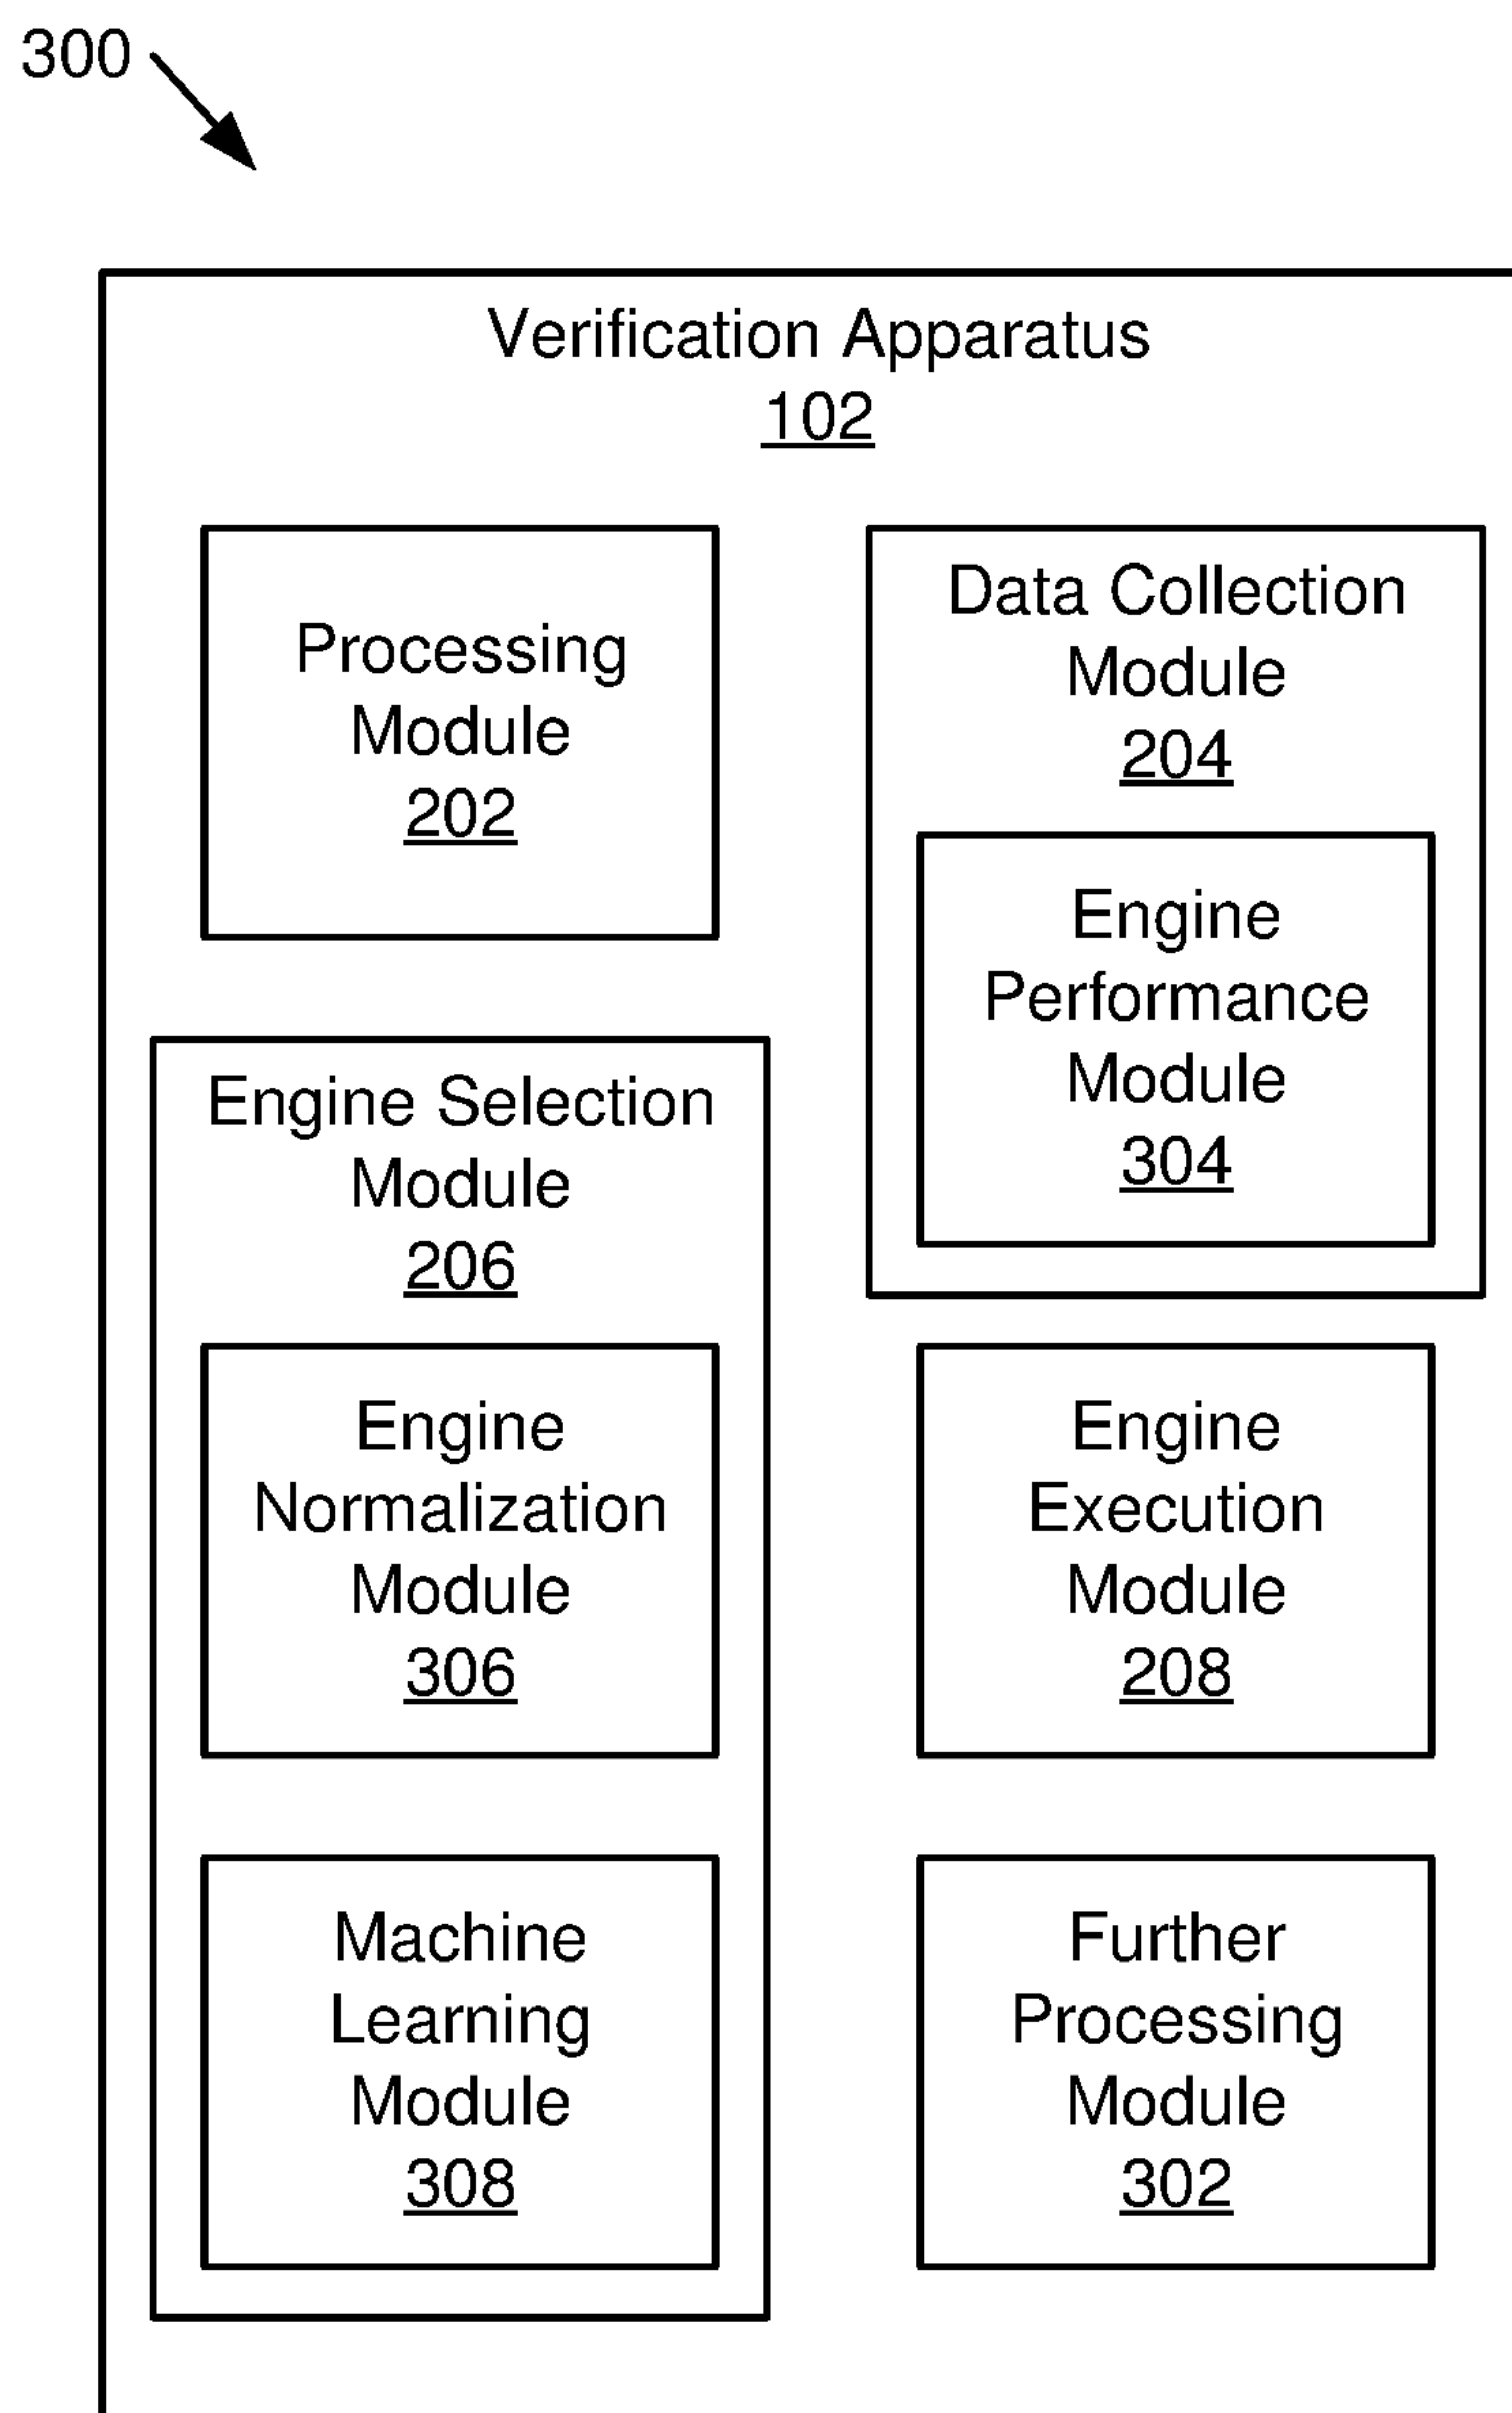 300
Verification Apparatus
102
Processing
Module
202
Data Collection
Module
204
Engine
Performance
Module
304
Engine Selection
Module
206
Engine
Normalization
Module
306
Machine
Learning
Module
308
Engine
Execution
Module
208
Further
Processing
Module
302